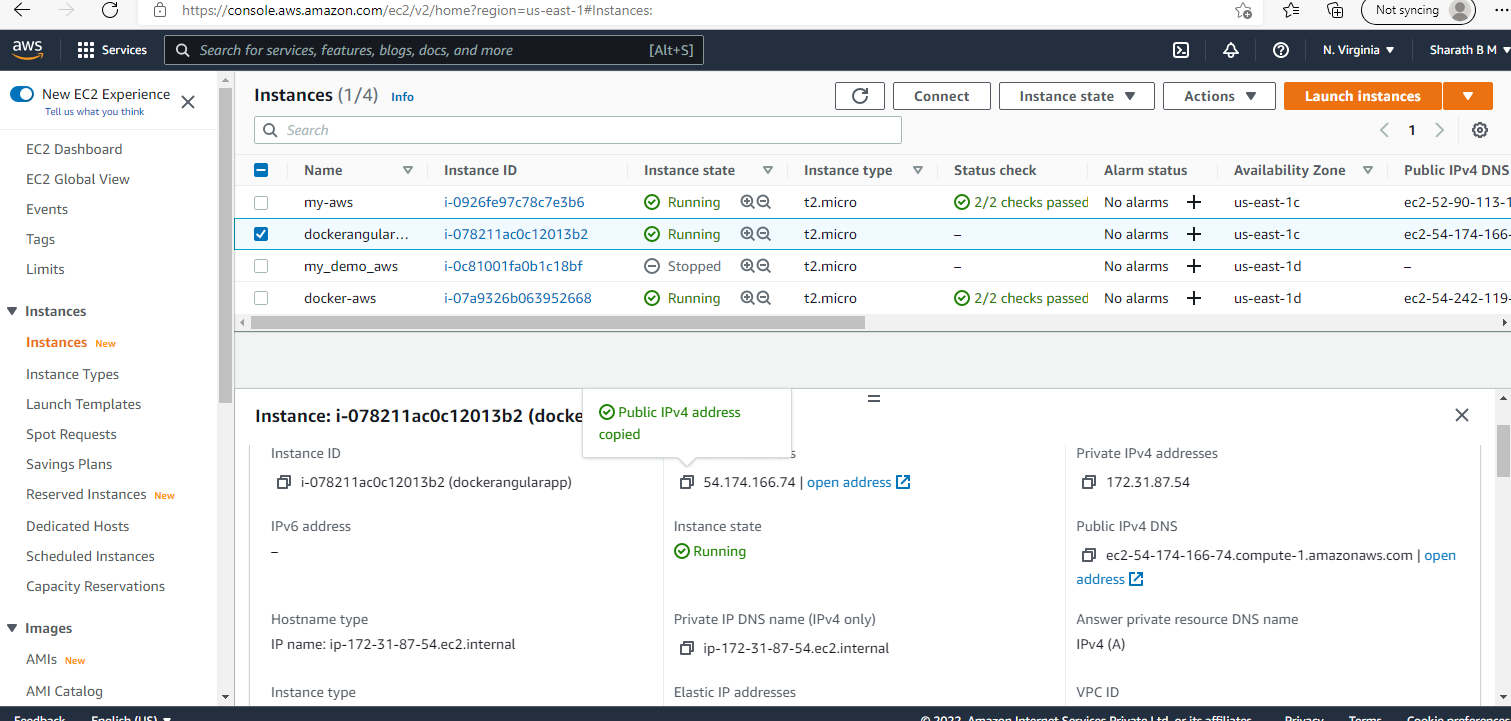 https://console.aws.amazon.com/ec2/v2/home?region=us-east-1#Instances:
Not syncing
aws
Services
Search for services, features, blogs, docs, and more
[Alt+S]
N. Virginia
Sharath B M
New EC2 Experience
Tell us what you think
EC2 Dashboard
EC2 Global View
Events
Tags
Limits
Instances
Instances New
Instance Types
Launch Templates
Spot Requests
Savings Plans
Reserved Instances New
Dedicated Hosts
Scheduled Instances
Capacity Reservations
Images
AMIs New
AMI Catalog
Instances (1/4) Info
Connect
Instance state
Actions
Launch instances
Search
1
Name Instance ID Instance state Instance type Status check Alarm status Availability Zone Public IPv4 DNS
my-aws i-0926fe97c78c7e3b6 Running t2.micro 2/2 checks passed No alarms + us-east-1c ec2-52-90-113-1
dockerangular... i-078211ac0c12013b2 Running t2.micro – No alarms + us-east-1c ec2-54-174-166-
my_demo_aws i-0c81001fa0b1c18bf Stopped t2.micro – No alarms + us-east-1d –
docker-aws i-07a9326b063952668 Running t2.micro 2/2 checks passed No alarms + us-east-1d ec2-54-242-119-
Instance: i-078211ac0c12013b2 (docke
Public IPv4 address
copied
Instance ID
i-078211ac0c12013b2 (dockerangularapp)
54.174.166.74 | open address
Private IPv4 addresses
172.31.87.54
IPv6 address
–
Instance state
Running
Public IPv4 DNS
ec2-54-174-166-74.compute-1.amazonaws.com | open
address
Hostname type
IP name: ip-172-31-87-54.ec2.internal
Private IP DNS name (IPv4 only)
ip-172-31-87-54.ec2.internal
Answer private resource DNS name
IPv4 (A)
Instance type
Elastic IP addresses
VPC ID
Feedback
English (US)
© 2022, Amazon Internet Services Private Ltd. or its affiliates.
Privacy
Terms
Cookie preferences